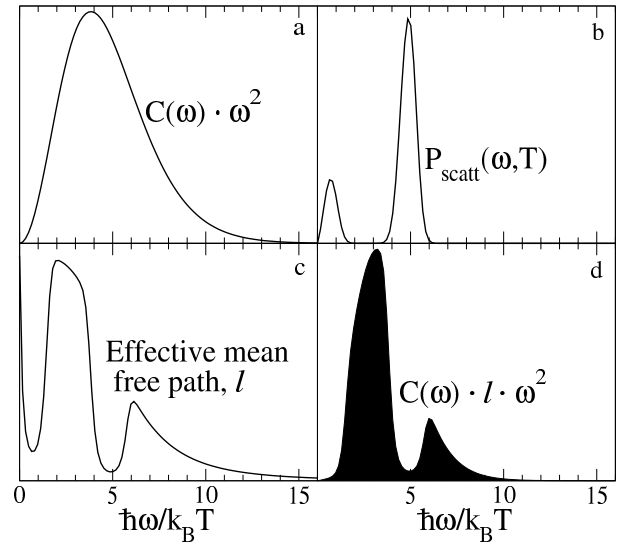 a
C(ω) · ω²
b
P_scatt(ω,T)
c
Effective mean
free path, l
d
C(ω) · l · ω²
0 5 10 15
5 10 15
ħω/k_BT
ħω/k_BT